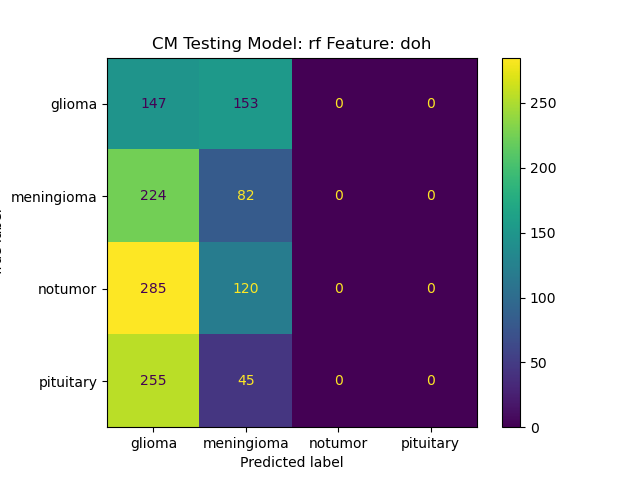 CM Testing Model: rf Feature: doh
glioma 147 153 0 0
meningioma 224 82 0 0
notumor 285 120 0 0
pituitary 255 45 0 0
glioma meningioma notumor pituitary
Predicted label
250
200
150
100
50
0